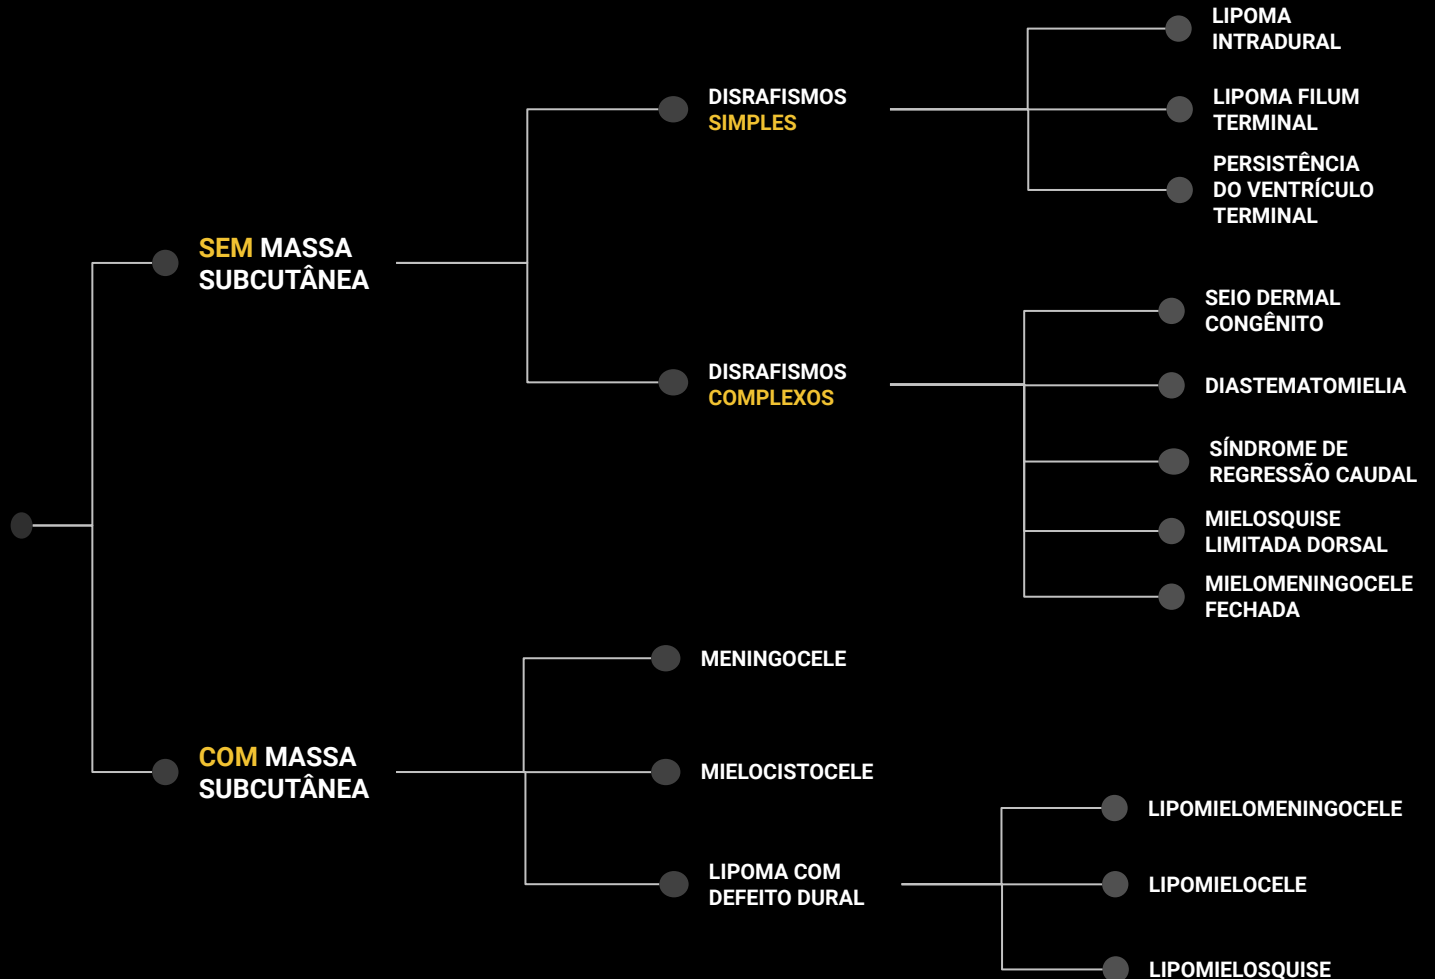 SEM MASSA
SUBCUTÂNEA
DISRAFISMOS
SIMPLES
LIPOMA
INTRADURAL
LIPOMA FILUM
TERMINAL
PERSISTÊNCIA
DO VENTRÍCULO
TERMINAL
DISRAFISMOS
COMPLEXOS
SEIO DERMAL
CONGÊNITO
DIASTEMATOMIELIA
SÍNDROME DE
REGRESSÃO CAUDAL
MIELOSQUISE
LIMITADA DORSAL
MIELOMENINGOCELE
FECHADA
COM MASSA
SUBCUTÂNEA
MENINGOCELE
MIELOCISTOCELE
LIPOMA COM
DEFEITO DURAL
LIPOMIELOMENINGOCELE
LIPOMIELOCELE
LIPOMIELOSQUISE